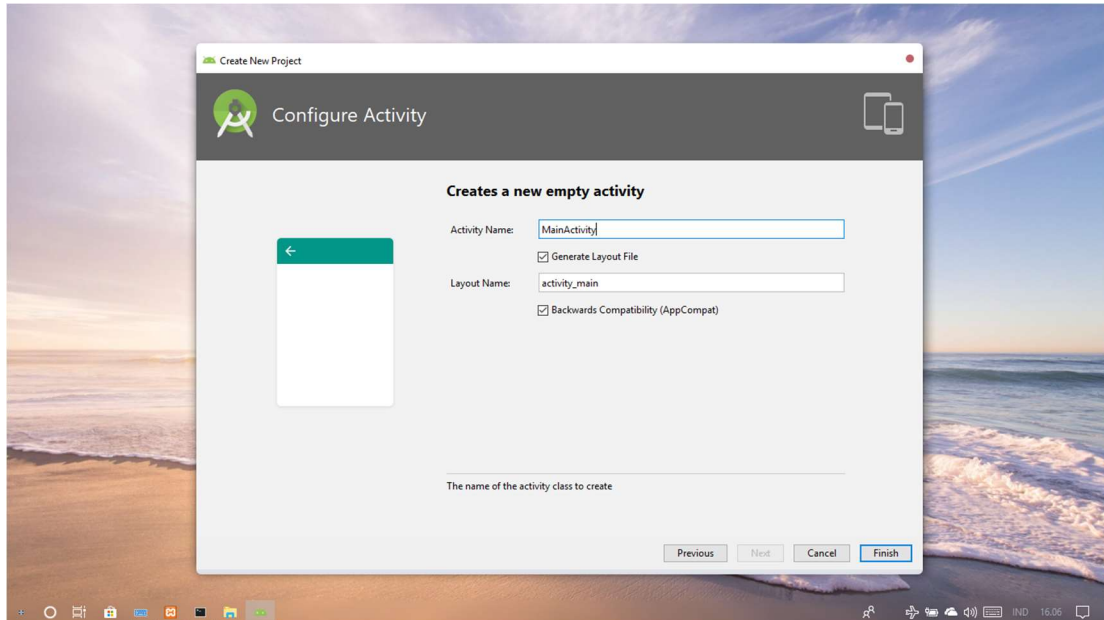 Create New Project
Configure Activity
Creates a new empty activity
Activity Name:
MainActivity
Generate Layout File
Layout Name:
activity_main
Backwards Compatibility (AppCompat)
The name of the activity class to create
Previous
Next
Cancel
Finish
IND
16.06